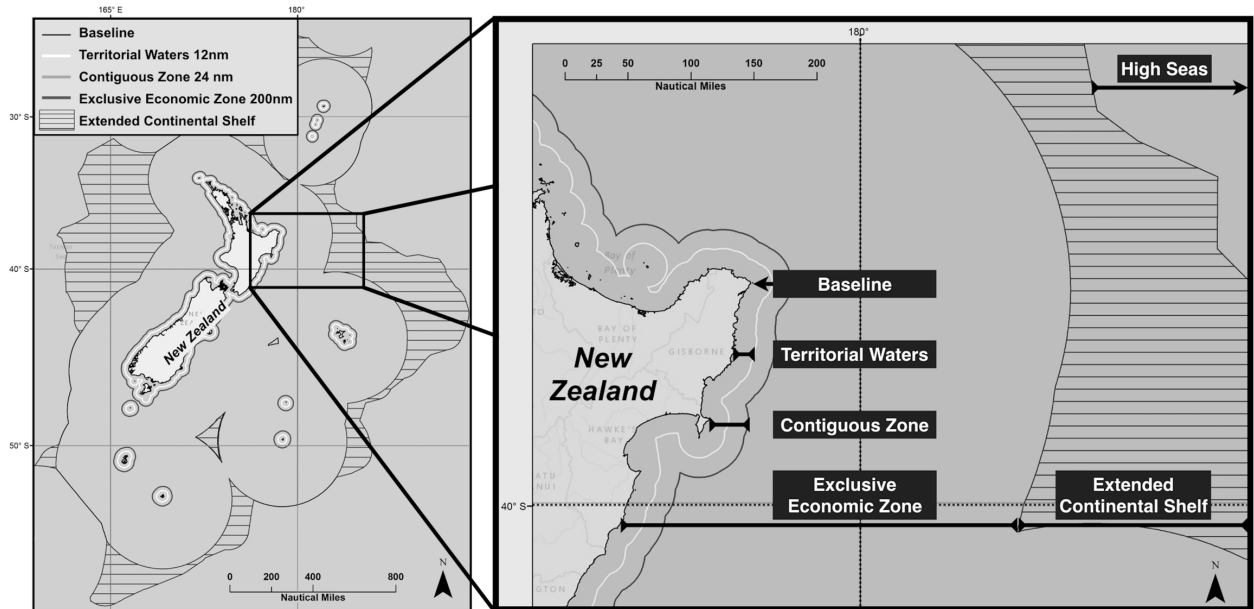 165° E
180°
Baseline
Territorial Waters 12nm
Contiguous Zone 24 nm
Exclusive Economic Zone 200nm
Extended Continental Shelf
30° S
40° S
50° S
New Zealand
0 200 400 800
Nautical Miles
N
180°
0 25 50 100 150 200
Nautical Miles
High Seas
Bay of
Plenty
Baseline
BAY OF
PLENTY
GISBORNE
Territorial Waters
New
Zealand
Contiguous Zone
HAWKE'S
BAY
Exclusive
Economic Zone
Extended
Continental Shelf
40° S
N